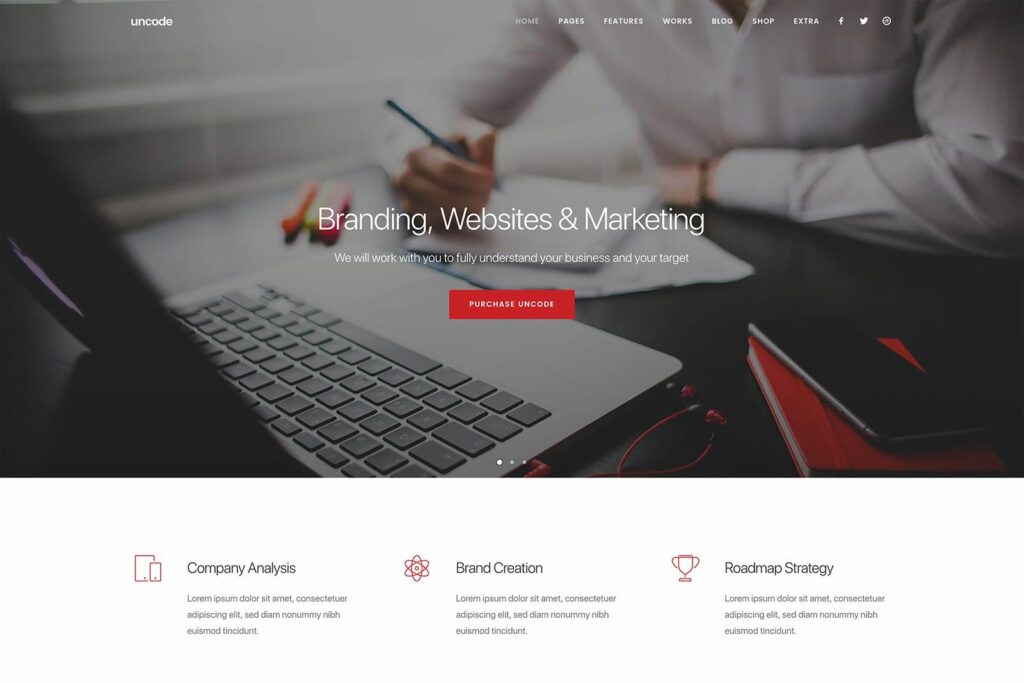 uncode
HOME PAGES FEATURES WORKS BLOG SHOP EXTRA
Branding, Websites & Marketing
We will work with you to fully understand your business and your target
PURCHASE UNCODE
Company Analysis
Lorem ipsum dolor sit amet, consectetuer
adipiscing elit, sed diam nonummy nibh
euismod tincidunt.
Brand Creation
Lorem ipsum dolor sit amet, consectetuer
adipiscing elit, sed diam nonummy nibh
euismod tincidunt.
Roadmap Strategy
Lorem ipsum dolor sit amet, consectetuer
adipiscing elit, sed diam nonummy nibh
euismod tincidunt.